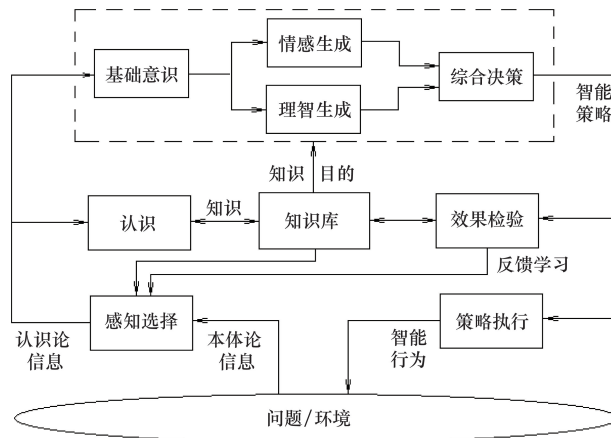 情感生成
基础意识
综合决策
理智生成
智能
策略
知识 目的
知识
认识
知识库
效果检验
反馈学习
感知选择
策略执行
认识论
信息
本体论
信息
智能
行为
问题/环境